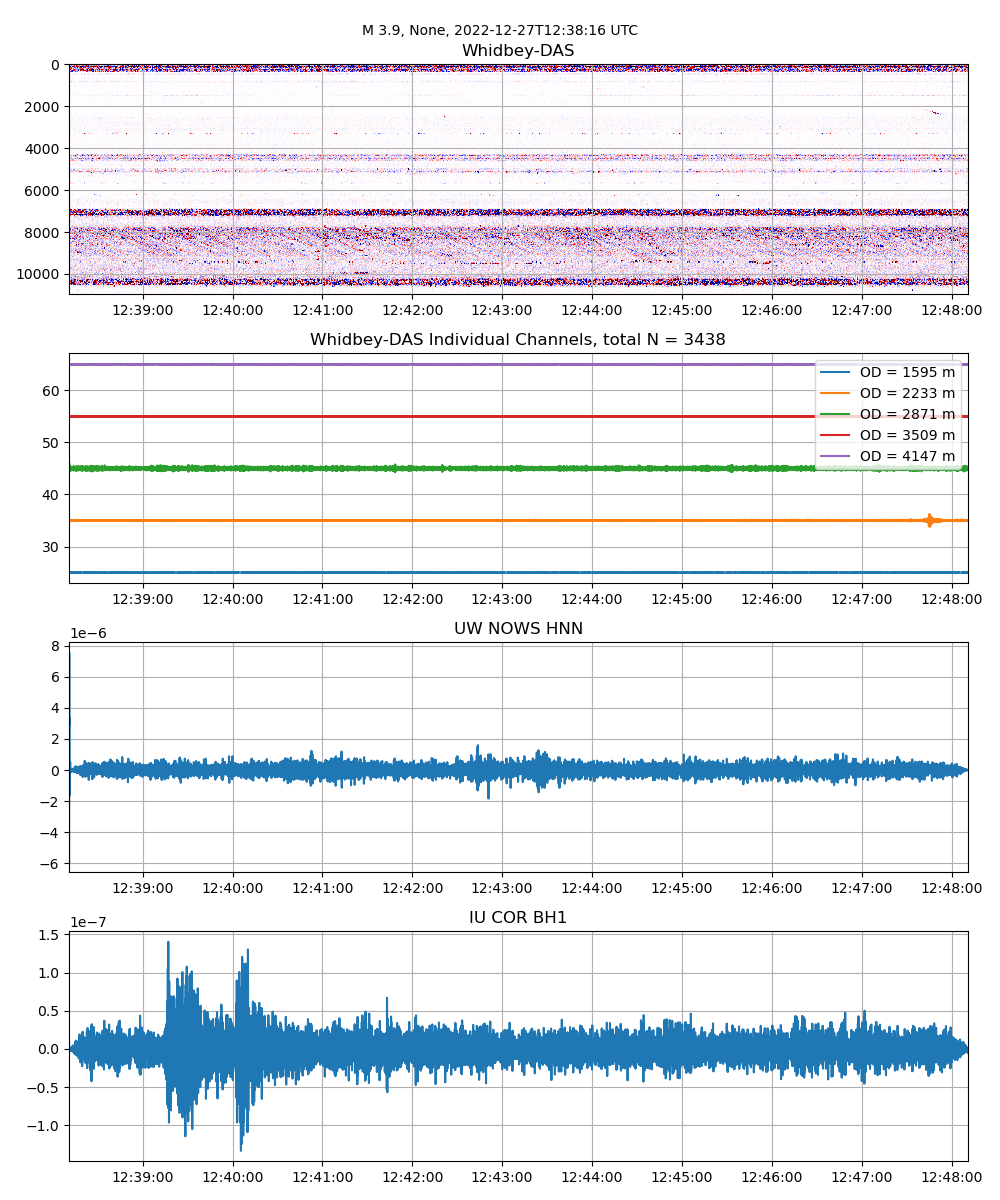 M 3.9, None, 2022-12-27T12:38:16 UTC
Whidbey-DAS
0
2000
4000
6000
8000
10000
12:39:00 12:40:00 12:41:00 12:42:00 12:43:00 12:44:00 12:45:00 12:46:00 12:47:00 12:48:00
Whidbey-DAS Individual Channels, total N = 3438
60
50
40
30
OD = 1595 m
OD = 2233 m
OD = 2871 m
OD = 3509 m
OD = 4147 m
12:39:00 12:40:00 12:41:00 12:42:00 12:43:00 12:44:00 12:45:00 12:46:00 12:47:00 12:48:00
UW NOWS HNN
1e−6
8
6
4
2
0
−2
−4
−6
12:39:00 12:40:00 12:41:00 12:42:00 12:43:00 12:44:00 12:45:00 12:46:00 12:47:00 12:48:00
IU COR BH1
1e−7
1.5
1.0
0.5
0.0
−0.5
−1.0
12:39:00 12:40:00 12:41:00 12:42:00 12:43:00 12:44:00 12:45:00 12:46:00 12:47:00 12:48:00